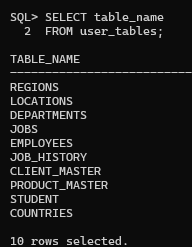 SQL> SELECT table_name
  2  FROM user_tables;
TABLE_NAME
--------------------------
REGIONS
LOCATIONS
DEPARTMENTS
JOBS
EMPLOYEES
JOB_HISTORY
CLIENT_MASTER
PRODUCT_MASTER
STUDENT
COUNTRIES
10 rows selected.